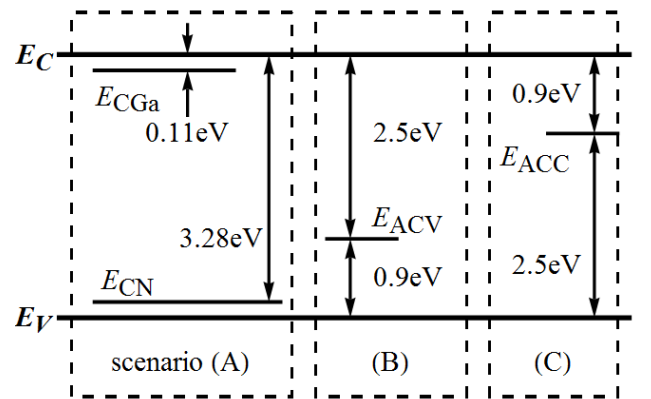 E_C
E_CGa
0.11eV
3.28eV
E_CN
E_V
scenario (A)
2.5eV
E_ACV
0.9eV
(B)
0.9eV
E_ACC
2.5eV
(C)